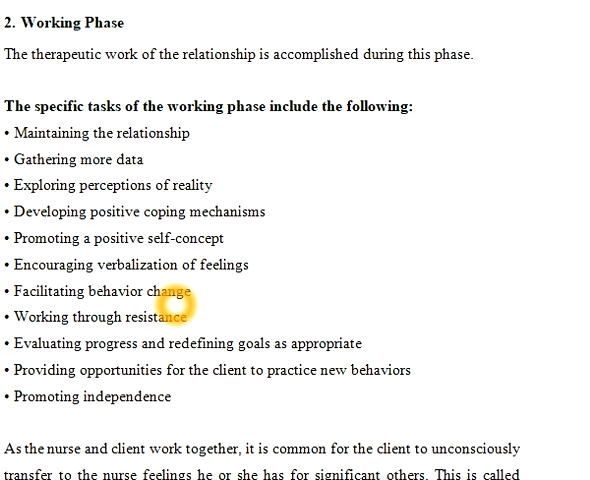 2. Working Phase
The therapeutic work of the relationship is accomplished during this phase.
The specific tasks of the working phase include the following:
• Maintaining the relationship
• Gathering more data
• Exploring perceptions of reality
• Developing positive coping mechanisms
• Promoting a positive self-concept
• Encouraging verbalization of feelings
• Facilitating behavior change
• Working through resistance
• Evaluating progress and redefining goals as appropriate
• Providing opportunities for the client to practice new behaviors
• Promoting independence
As the nurse and client work together, it is common for the client to unconsciously
transfer to the nurse feelings he or she has for significant others. This is called